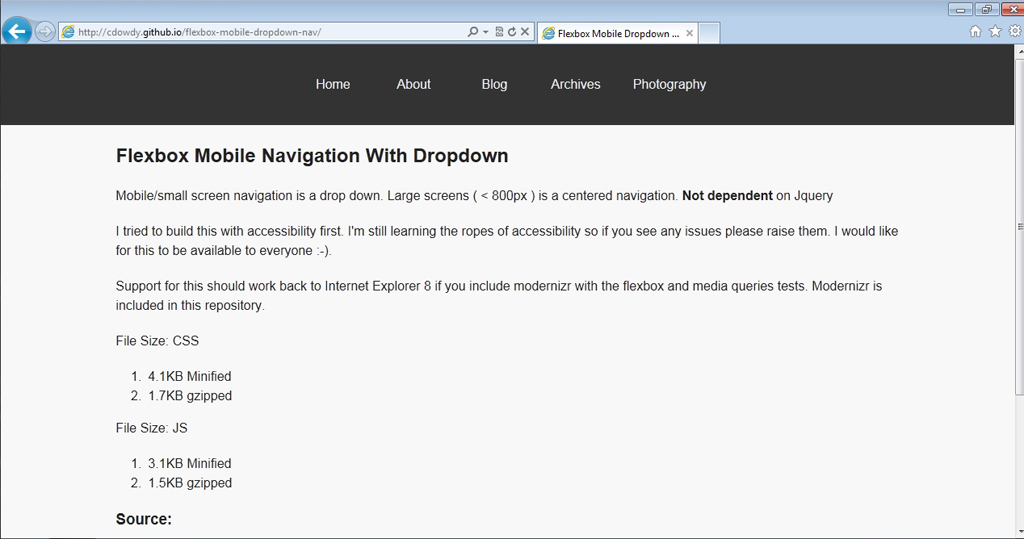 http://cdowdy.github.io/flexbox-mobile-dropdown-nav/
Flexbox Mobile Dropdown ...
Home About Blog Archives Photography
Flexbox Mobile Navigation With Dropdown
Mobile/small screen navigation is a drop down. Large screens ( < 800px ) is a centered navigation. Not dependent on Jquery
I tried to build this with accessibility first. I'm still learning the ropes of accessibility so if you see any issues please raise them. I would like
for this to be available to everyone :-).
Support for this should work back to Internet Explorer 8 if you include modernizr with the flexbox and media queries tests. Modernizr is
included in this repository.
File Size: CSS
1. 4.1KB Minified
2. 1.7KB gzipped
File Size: JS
1. 3.1KB Minified
2. 1.5KB gzipped
Source: